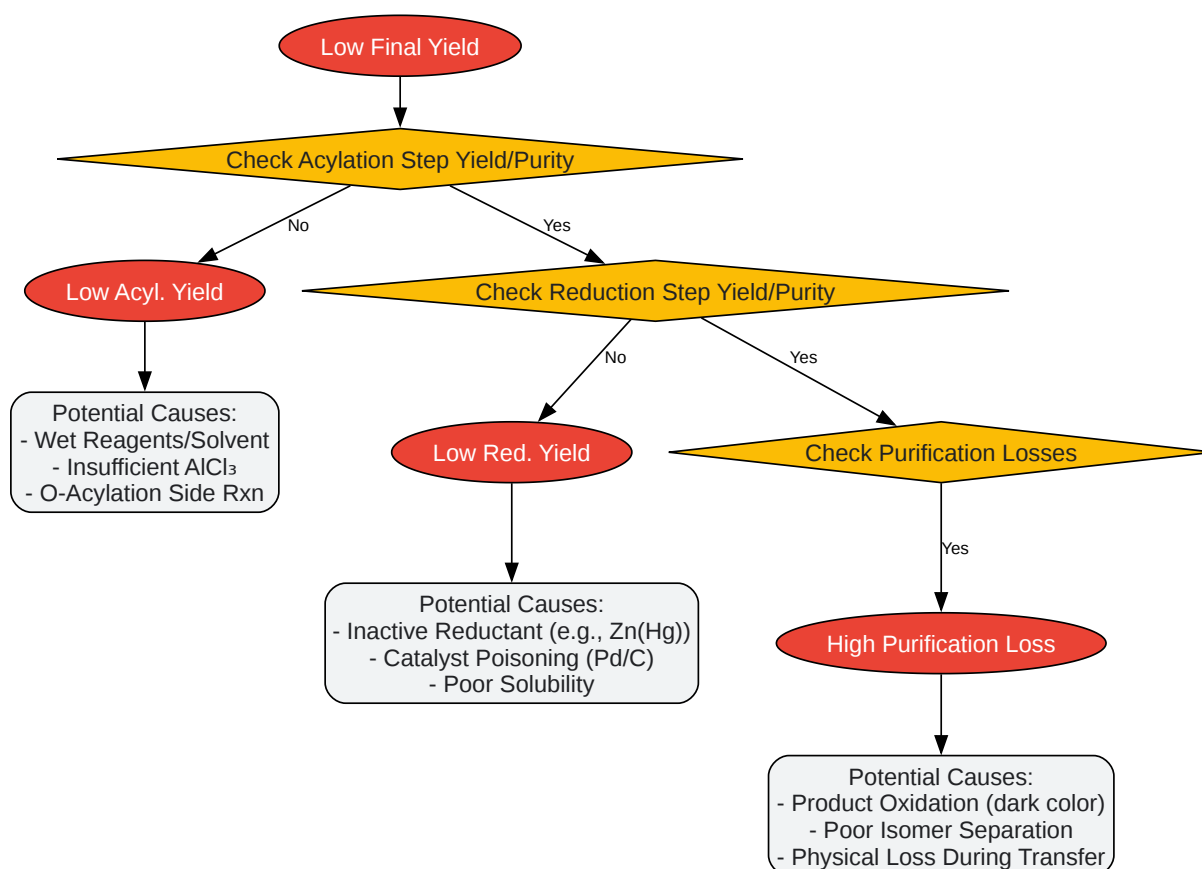 Low Final Yield
Check Acylation Step Yield/Purity
No
Yes
Low Acyl. Yield
Check Reduction Step Yield/Purity
Potential Causes:
- Wet Reagents/Solvent
- Insufficient AlCl₃
- O-Acylation Side Rxn
No
Yes
Low Red. Yield
Check Purification Losses
Potential Causes:
- Inactive Reductant (e.g., Zn(Hg))
- Catalyst Poisoning (Pd/C)
- Poor Solubility
Yes
High Purification Loss
Potential Causes:
- Product Oxidation (dark color)
- Poor Isomer Separation
- Physical Loss During Transfer